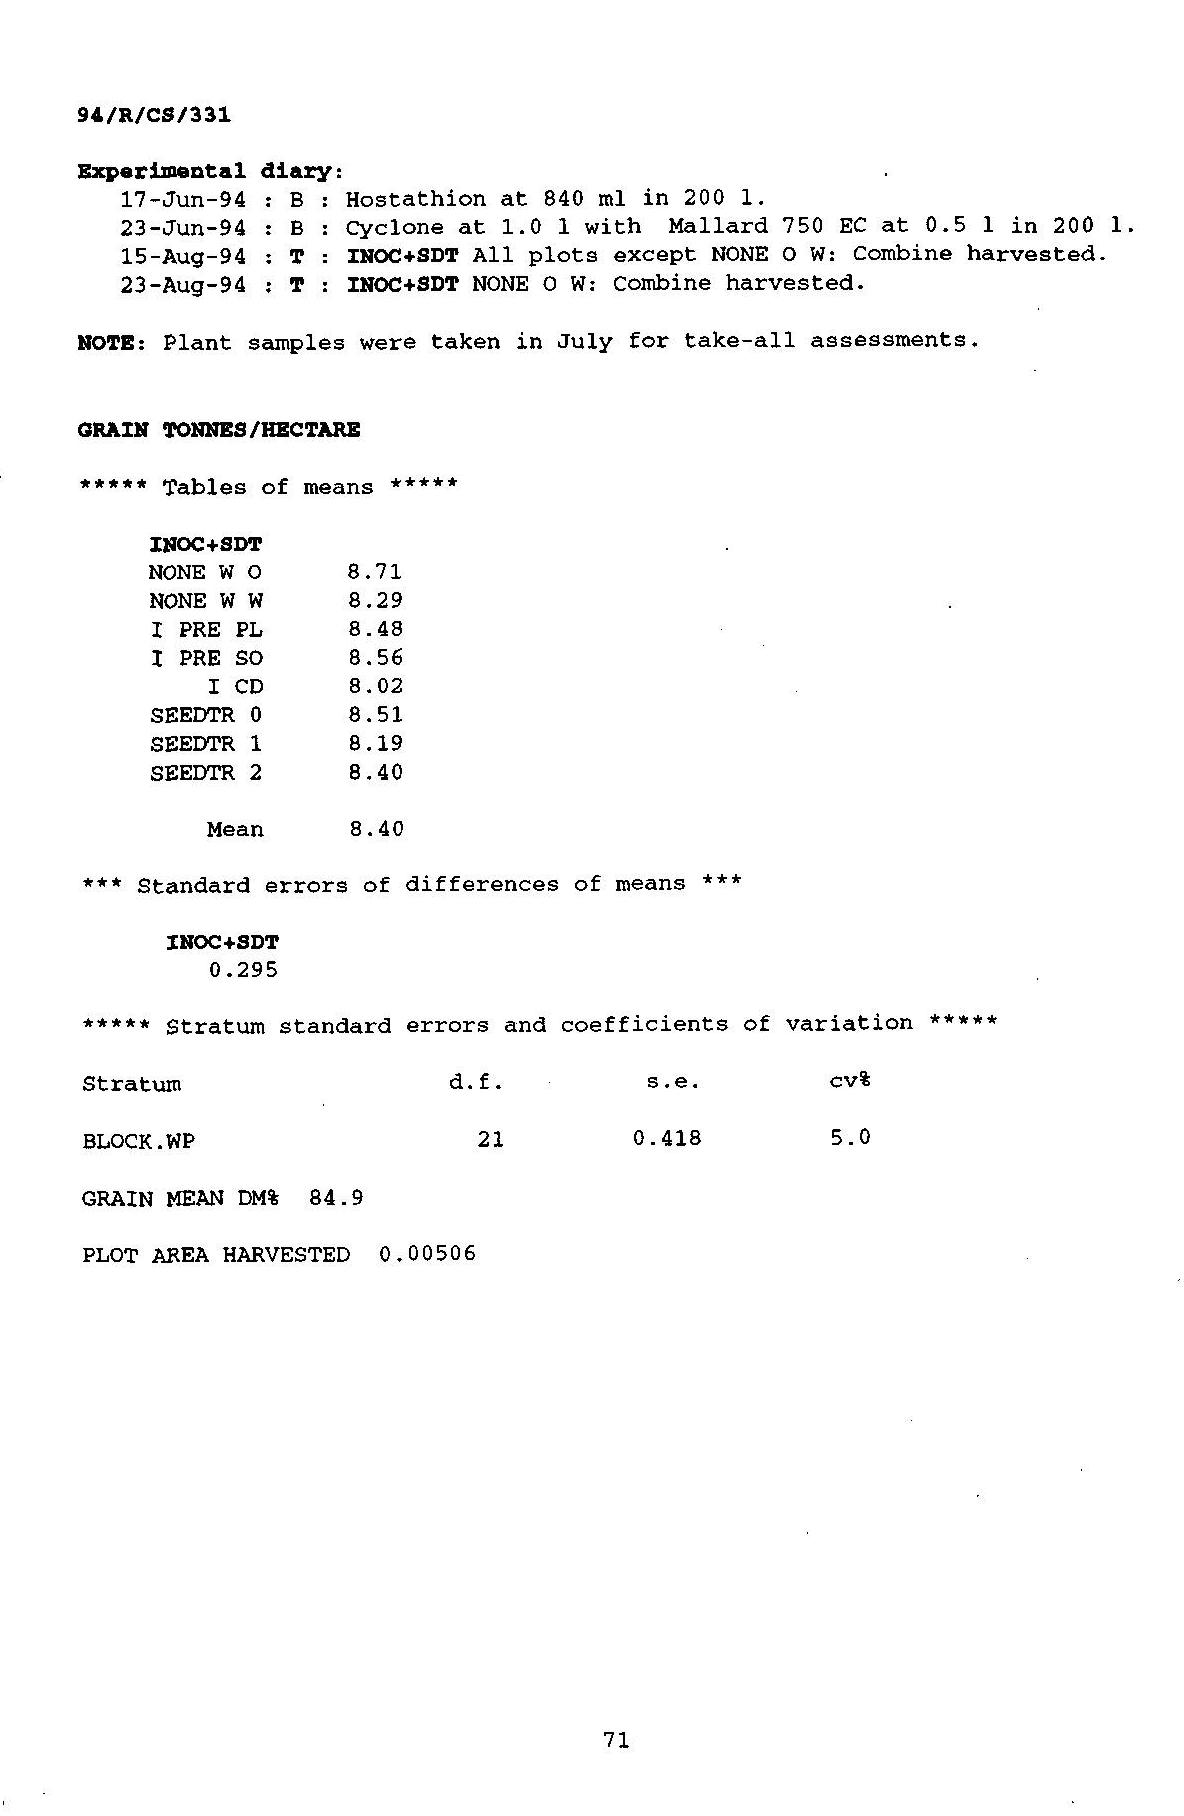 94/R/CS/331
Experimental diary:
17-Jun-94 : B : Hostathion at 840 ml in 200 l.
23-Jun-94 : B : Cyclone at 1.0 l with Mallard 750 EC at 0.5 l in 200 l.
15-Aug-94 : T : INOC+SDT All plots except NONE O W: Combine harvested.
23-Aug-94 : T : INOC+SDT NONE O W: Combine harvested.
NOTE: Plant samples were taken in July for take-all assessments.
GRAIN TONNES/HECTARE
***** Tables of means *****
INOC+SDT
NONE W O 8.71
NONE W W 8.29
I PRE PL 8.48
I PRE SO 8.56
I CD 8.02
SEEDTR 0 8.51
SEEDTR 1 8.19
SEEDTR 2 8.40
Mean 8.40
*** Standard errors of differences of means ***
INOC+SDT
0.295
***** Stratum standard errors and coefficients of variation *****
Stratum d.f. s.e. cv%
BLOCK.WP 21 0.418 5.0
GRAIN MEAN DM% 84.9
PLOT AREA HARVESTED 0.00506
71